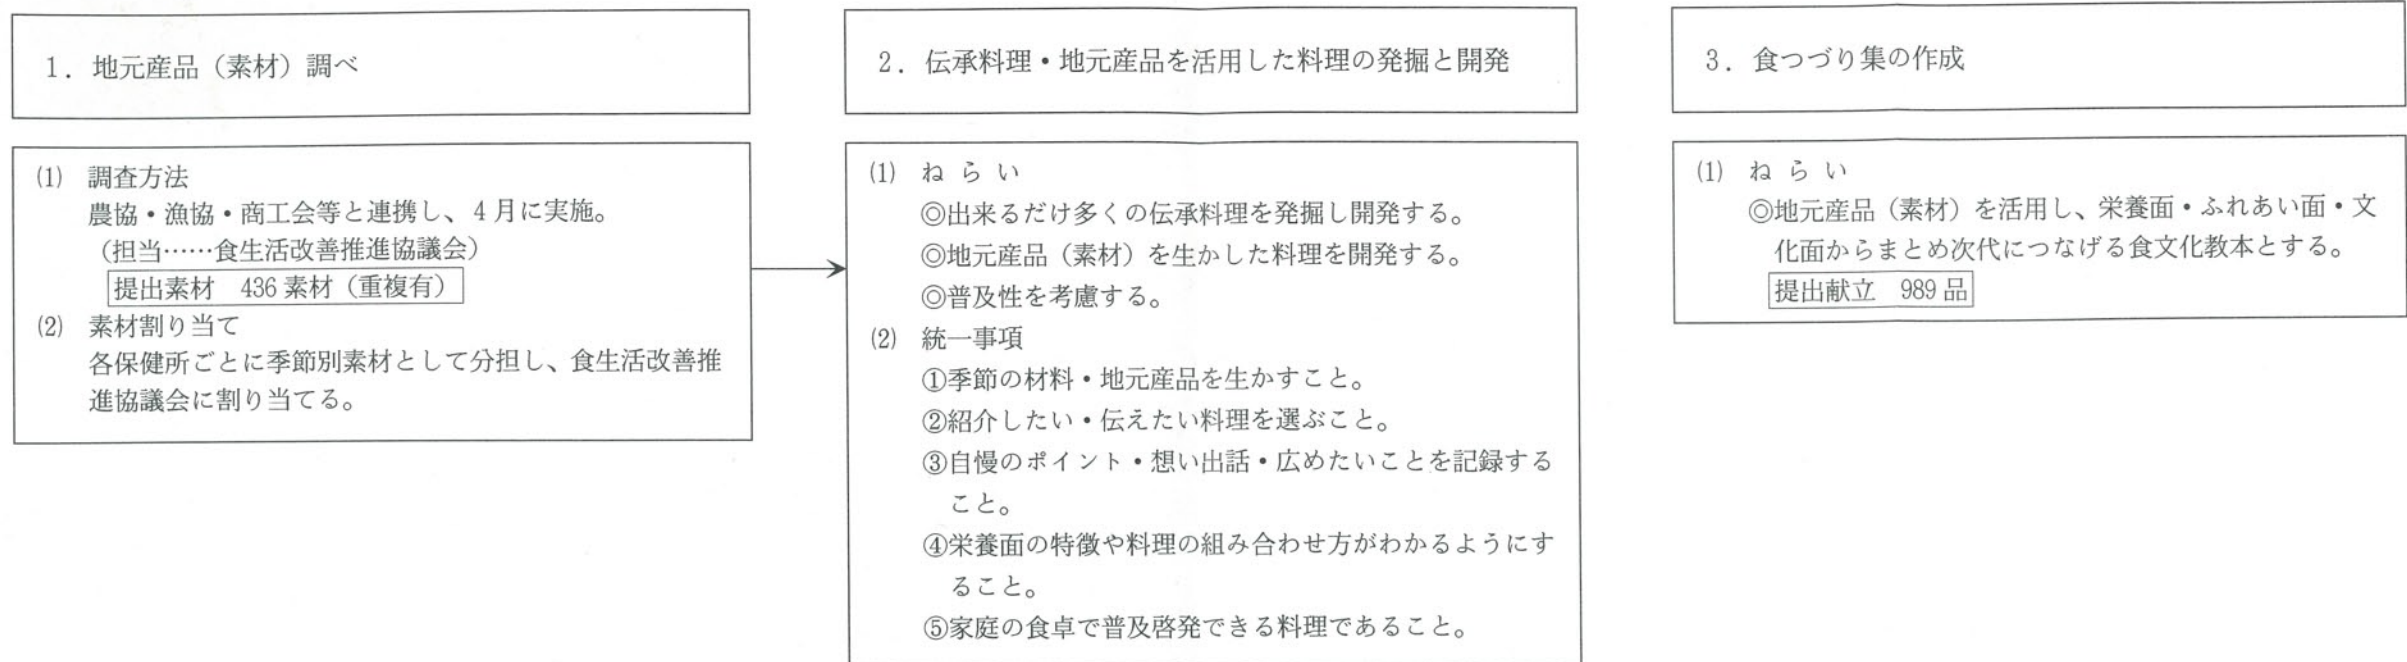 1．地元産品（素材）調べ
(1)　調査方法
農協・漁協・商工会等と連携し、4月に実施。
（担当……食生活改善推進協議会）
提出素材　436素材（重複有）
(2)　素材割り当て
各保健所ごとに季節別素材として分担し、食生活改善推
進協議会に割り当てる。
2．伝承料理・地元産品を活用した料理の発掘と開発
(1)　ね ら い
◎出来るだけ多くの伝承料理を発掘し開発する。
◎地元産品（素材）を生かした料理を開発する。
◎普及性を考慮する。
(2)　統一事項
①季節の材料・地元産品を生かすこと。
②紹介したい・伝えたい料理を選ぶこと。
③自慢のポイント・想い出話・広めたいことを記録する
こと。
④栄養面の特徴や料理の組み合わせ方がわかるようにす
ること。
⑤家庭の食卓で普及啓発できる料理であること。
3．食つづり集の作成
(1)　ね ら い
◎地元産品（素材）を活用し、栄養面・ふれあい面・文
化面からまとめ次代につなげる食文化教本とする。
提出献立　989品